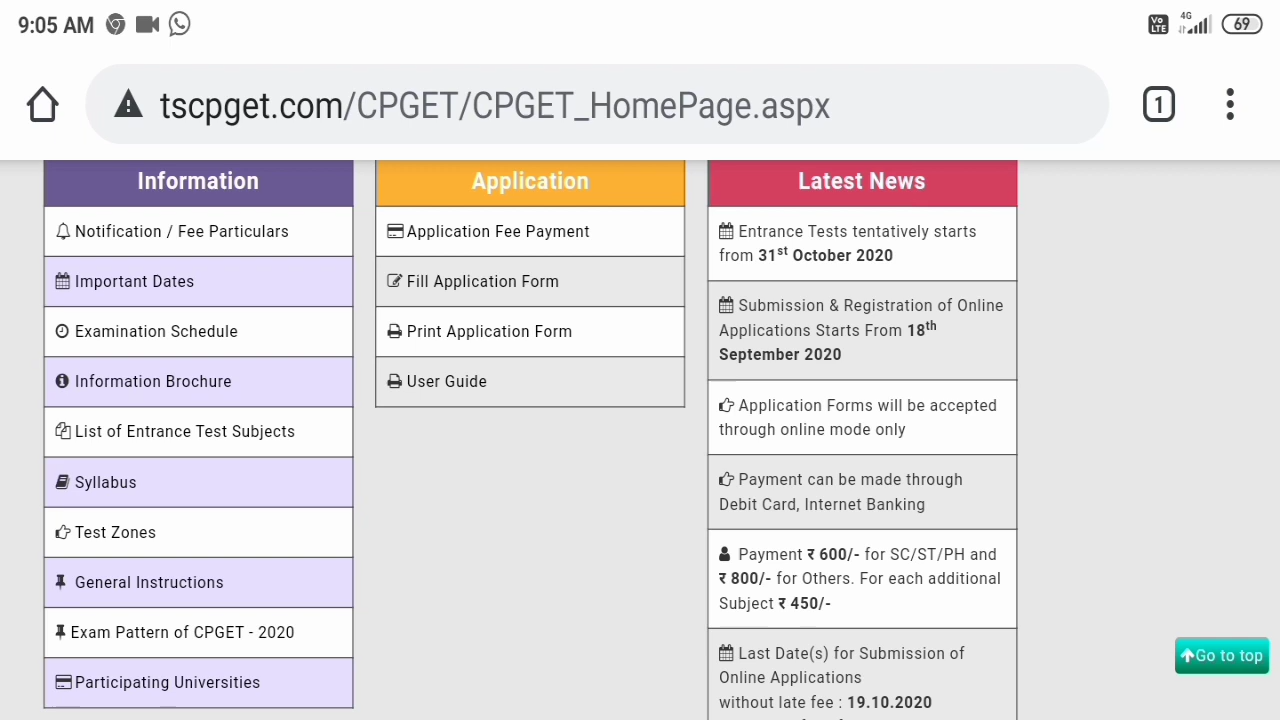 9:05 AM
Vo LTE 4G 69
tscpget.com/CPGET/CPGET_HomePage.aspx
1
Information
Notification / Fee Particulars
Important Dates
Examination Schedule
Information Brochure
List of Entrance Test Subjects
Syllabus
Test Zones
General Instructions
Exam Pattern of CPGET - 2020
Participating Universities
Application
Application Fee Payment
Fill Application Form
Print Application Form
User Guide
Latest News
Entrance Tests tentatively starts
from 31st October 2020
Submission & Registration of Online
Applications Starts From 18th
September 2020
Application Forms will be accepted
through online mode only
Payment can be made through
Debit Card, Internet Banking
Payment ₹ 600/- for SC/ST/PH and
₹ 800/- for Others. For each additional
Subject ₹ 450/-
Last Date(s) for Submission of
Online Applications
without late fee : 19.10.2020
Go to top